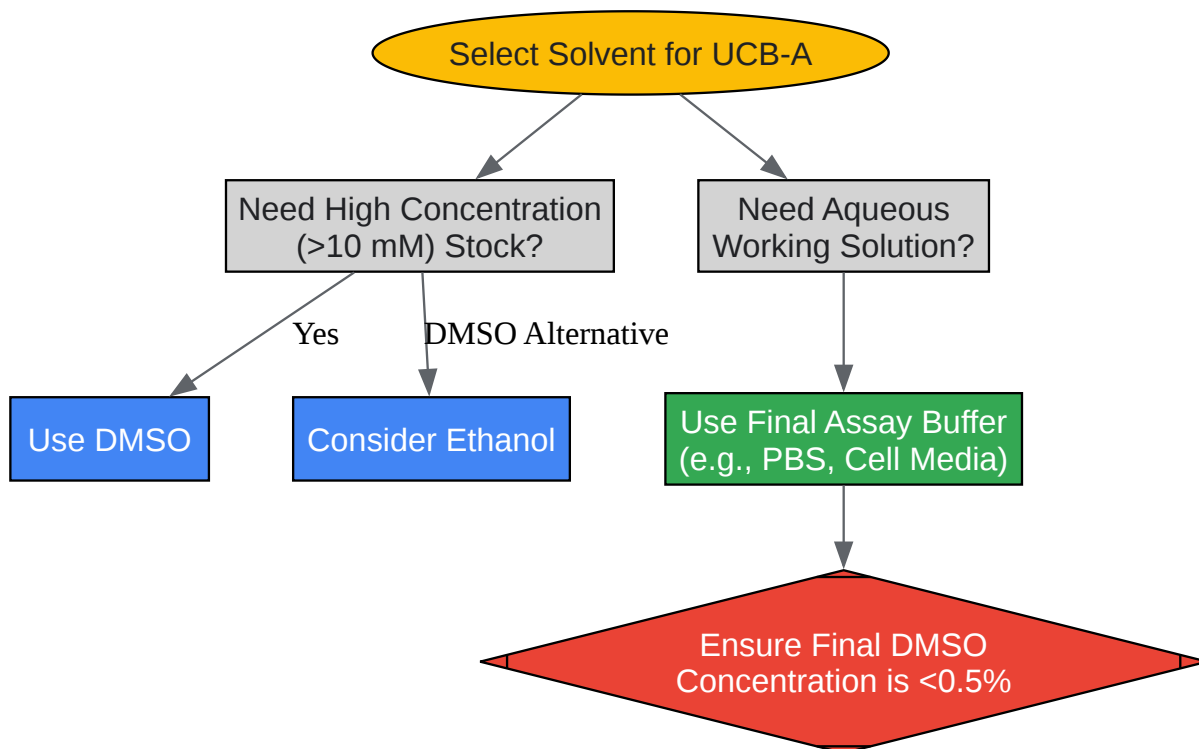 Select Solvent for UCB-A
Need High Concentration
(>10 mM) Stock?
Need Aqueous
Working Solution?
Yes
DMSO Alternative
Use DMSO
Consider Ethanol
Use Final Assay Buffer
(e.g., PBS, Cell Media)
Ensure Final DMSO
Concentration is <0.5%